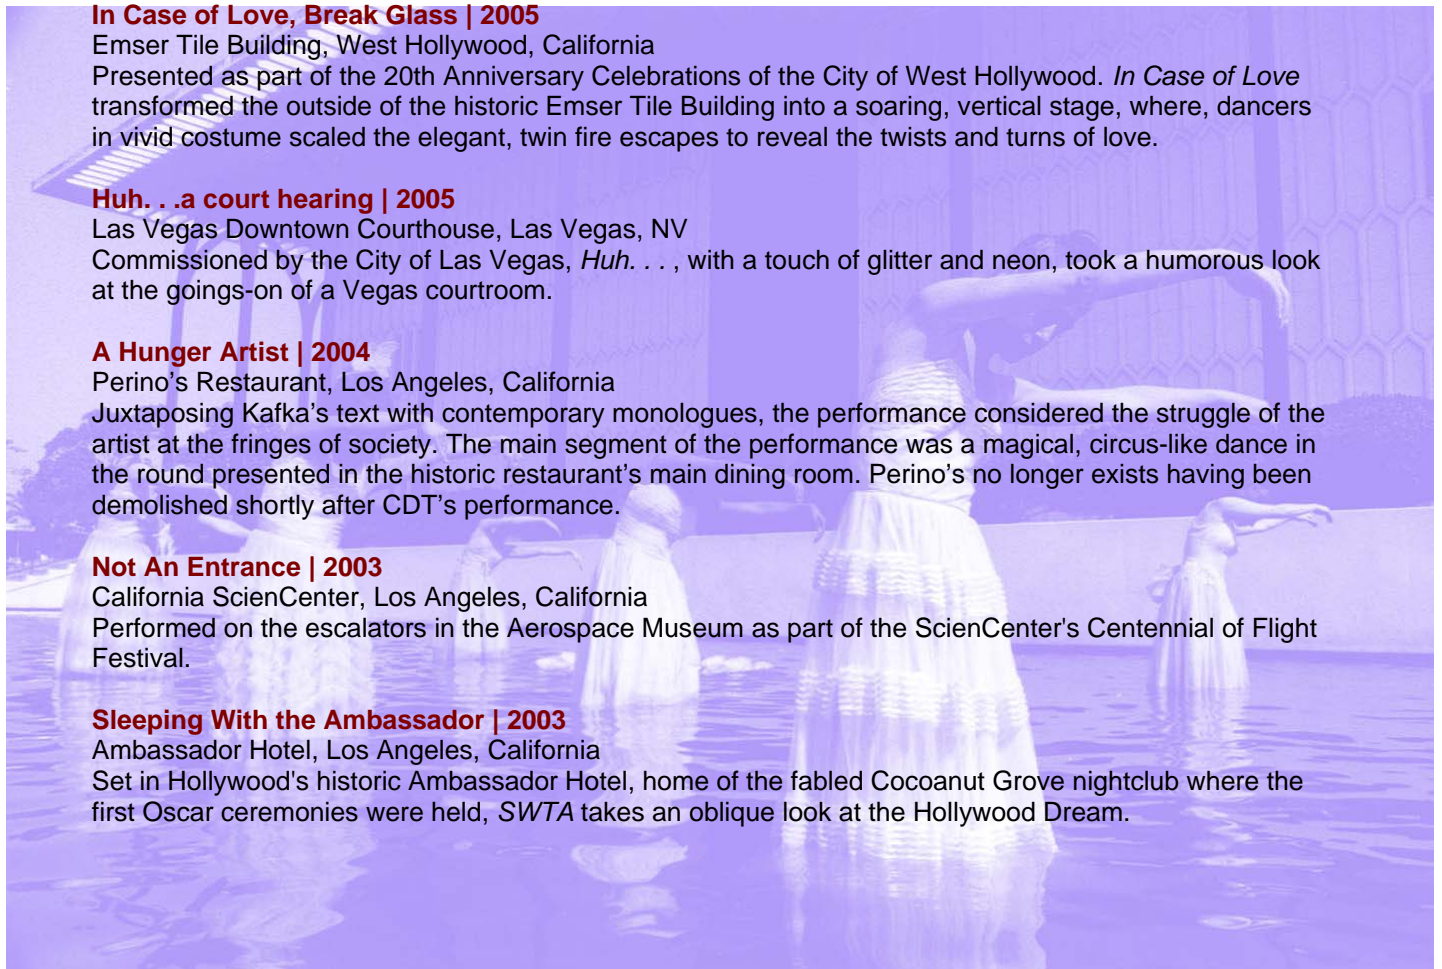 In Case of Love, Break Glass | 2005
Emser Tile Building, West Hollywood, California
Presented as part of the 20th Anniversary Celebrations of the City of West Hollywood. In Case of Love
transformed the outside of the historic Emser Tile Building into a soaring, vertical stage, where, dancers
in vivid costume scaled the elegant, twin fire escapes to reveal the twists and turns of love.
Huh. . .a court hearing | 2005
Las Vegas Downtown Courthouse, Las Vegas, NV
Commissioned by the City of Las Vegas, Huh. . . , with a touch of glitter and neon, took a humorous look
at the goings-on of a Vegas courtroom.
A Hunger Artist | 2004
Perino’s Restaurant, Los Angeles, California
Juxtaposing Kafka’s text with contemporary monologues, the performance considered the struggle of the
artist at the fringes of society. The main segment of the performance was a magical, circus-like dance in
the round presented in the historic restaurant’s main dining room. Perino’s no longer exists having been
demolished shortly after CDT’s performance.
Not An Entrance | 2003
California ScienCenter, Los Angeles, California
Performed on the escalators in the Aerospace Museum as part of the ScienCenter's Centennial of Flight
Festival.
Sleeping With the Ambassador | 2003
Ambassador Hotel, Los Angeles, California
Set in Hollywood's historic Ambassador Hotel, home of the fabled Cocoanut Grove nightclub where the
first Oscar ceremonies were held, SWTA takes an oblique look at the Hollywood Dream.